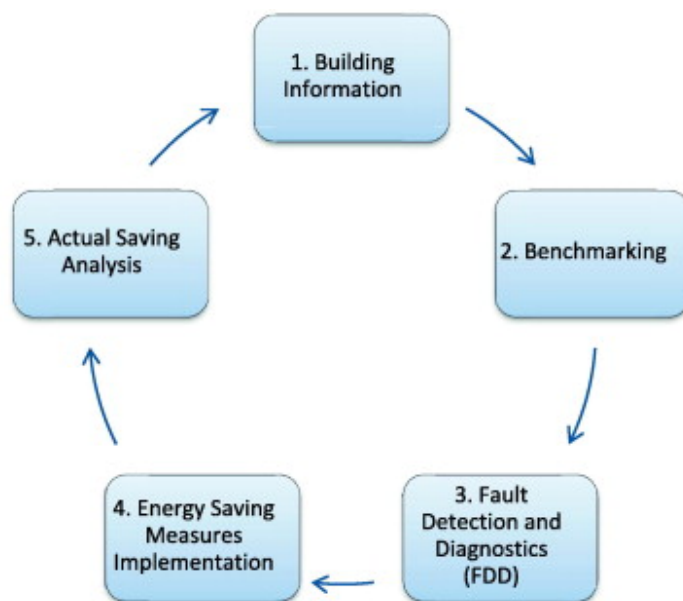 1. Building
Information
2. Benchmarking
3. Fault
Detection and
Diagnostics
(FDD)
4. Energy Saving
Measures
Implementation
5. Actual Saving
Analysis